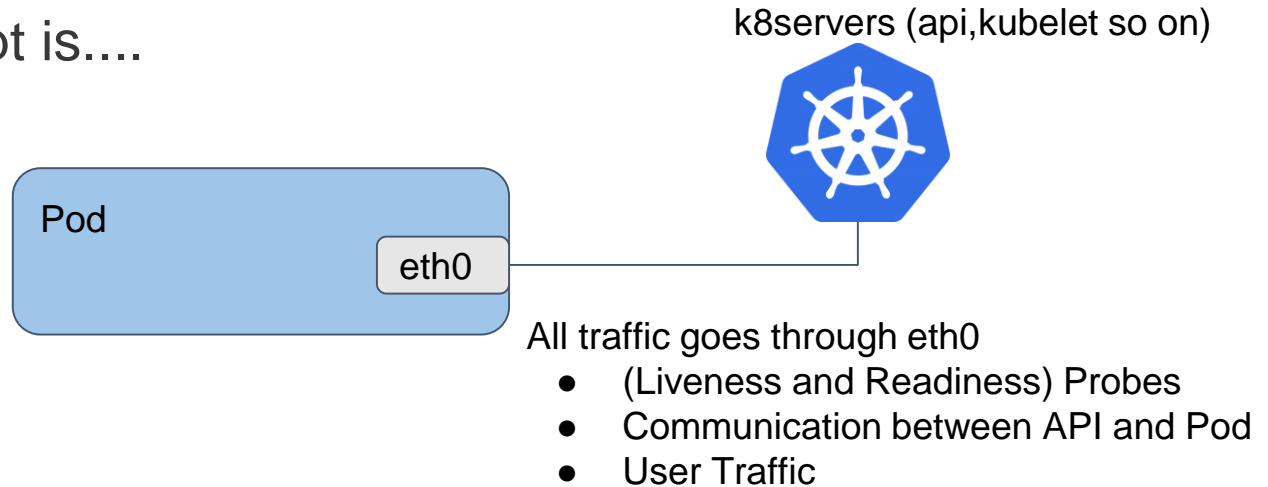 k8servers (api,kubelet so on)
t is....
Pod
eth0
All traffic goes through eth0
● (Liveness and Readiness) Probes
● Communication between API and Pod
● User Traffic